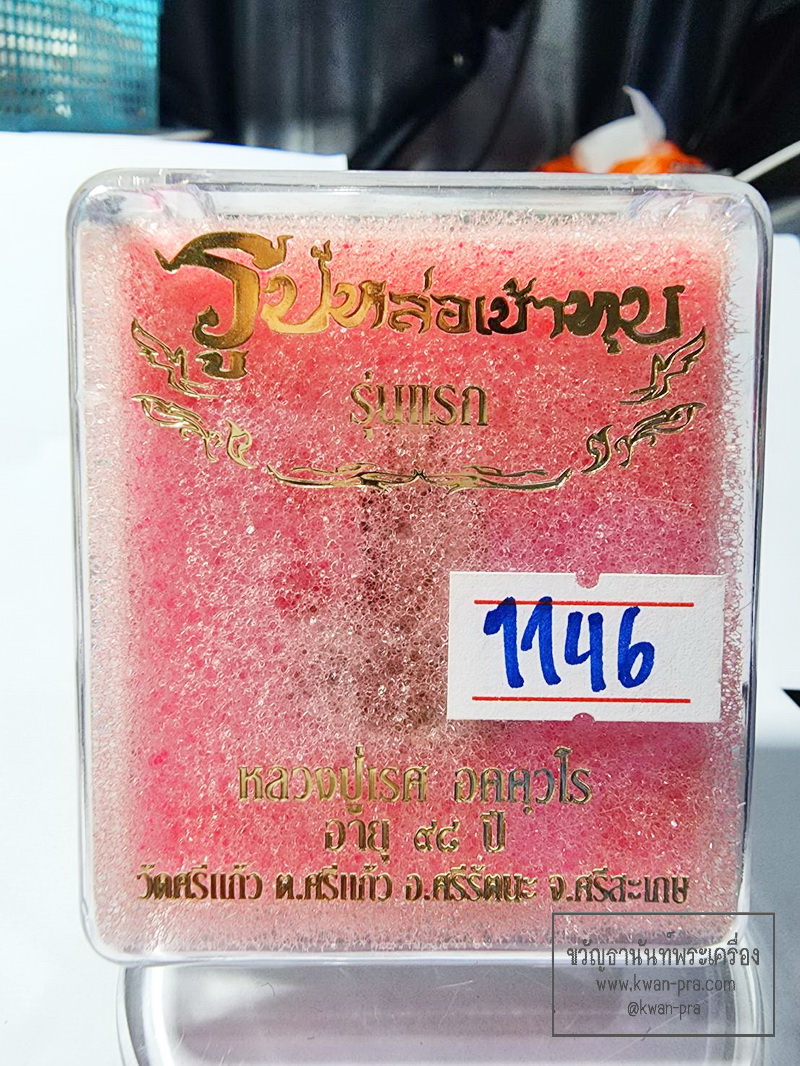 รูปหล่อเบ้าทุบ
รุ่นแรก
1146
หลวงปู่เรศ อคฺควโร
อายุ ๙๘ ปี
วัดศรีแก้ว ต.ศรีแก้ว อ.ศรีรัตนะ จ.ศรีสะเกษ
ขวัญธานันท์พระเครื่อง
www.kwan-pra.com
@kwan-pra